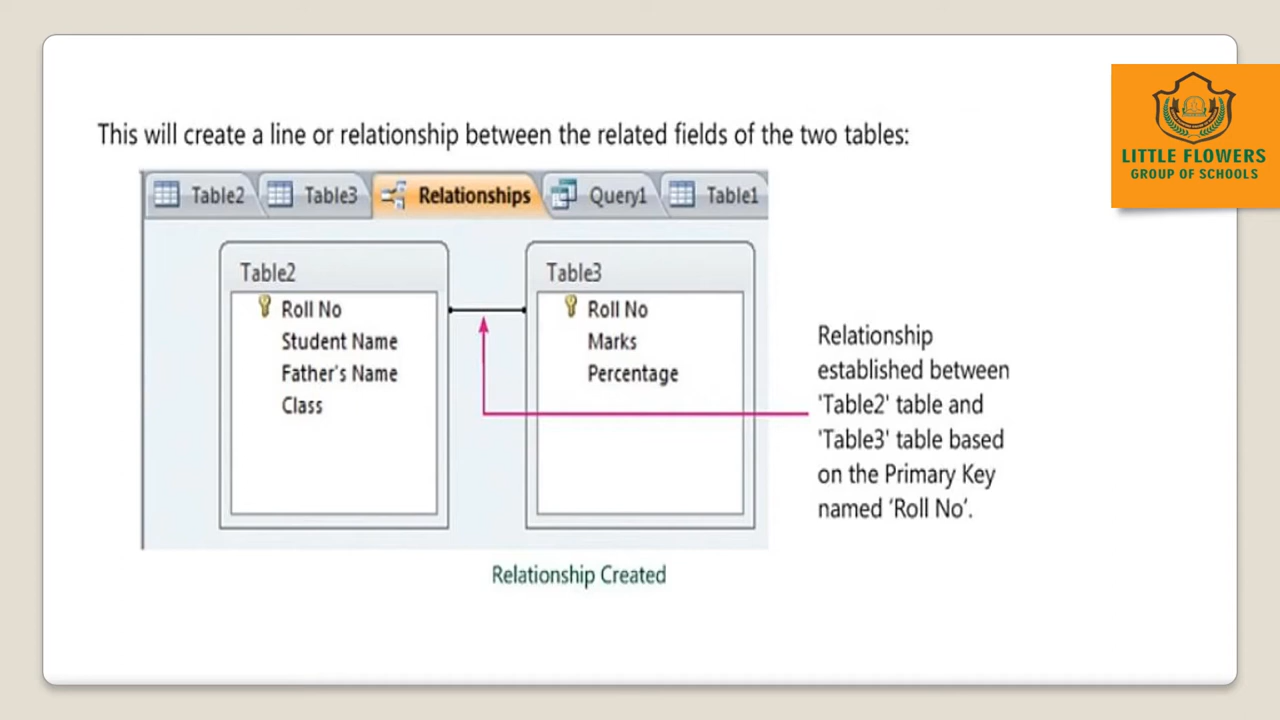 This will create a line or relationship between the related fields of the two tables:
LITTLE FLOWERS
GROUP OF SCHOOLS
Table2 Table3 Relationships Query1 Table1
Table2
Roll No
Student Name
Father's Name
Class
Table3
Roll No
Marks
Percentage
Relationship
established between
'Table2' table and
'Table3' table based
on the Primary Key
named ‘Roll No’.
Relationship Created